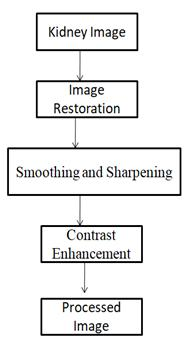 Kidney Image
Image
Restoration
Smoothing and Sharpening
Contrast
Enhancement
Processed
Image